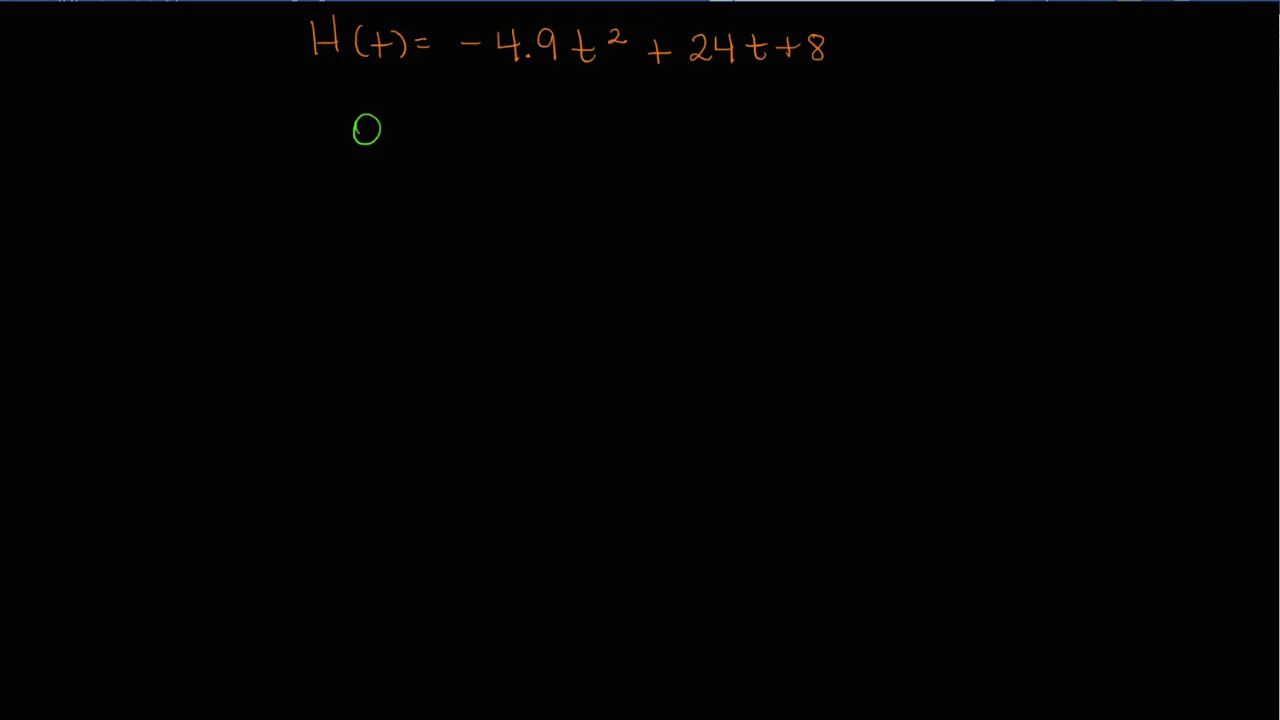 H(t) = - 4.9t² + 24t + 8
0